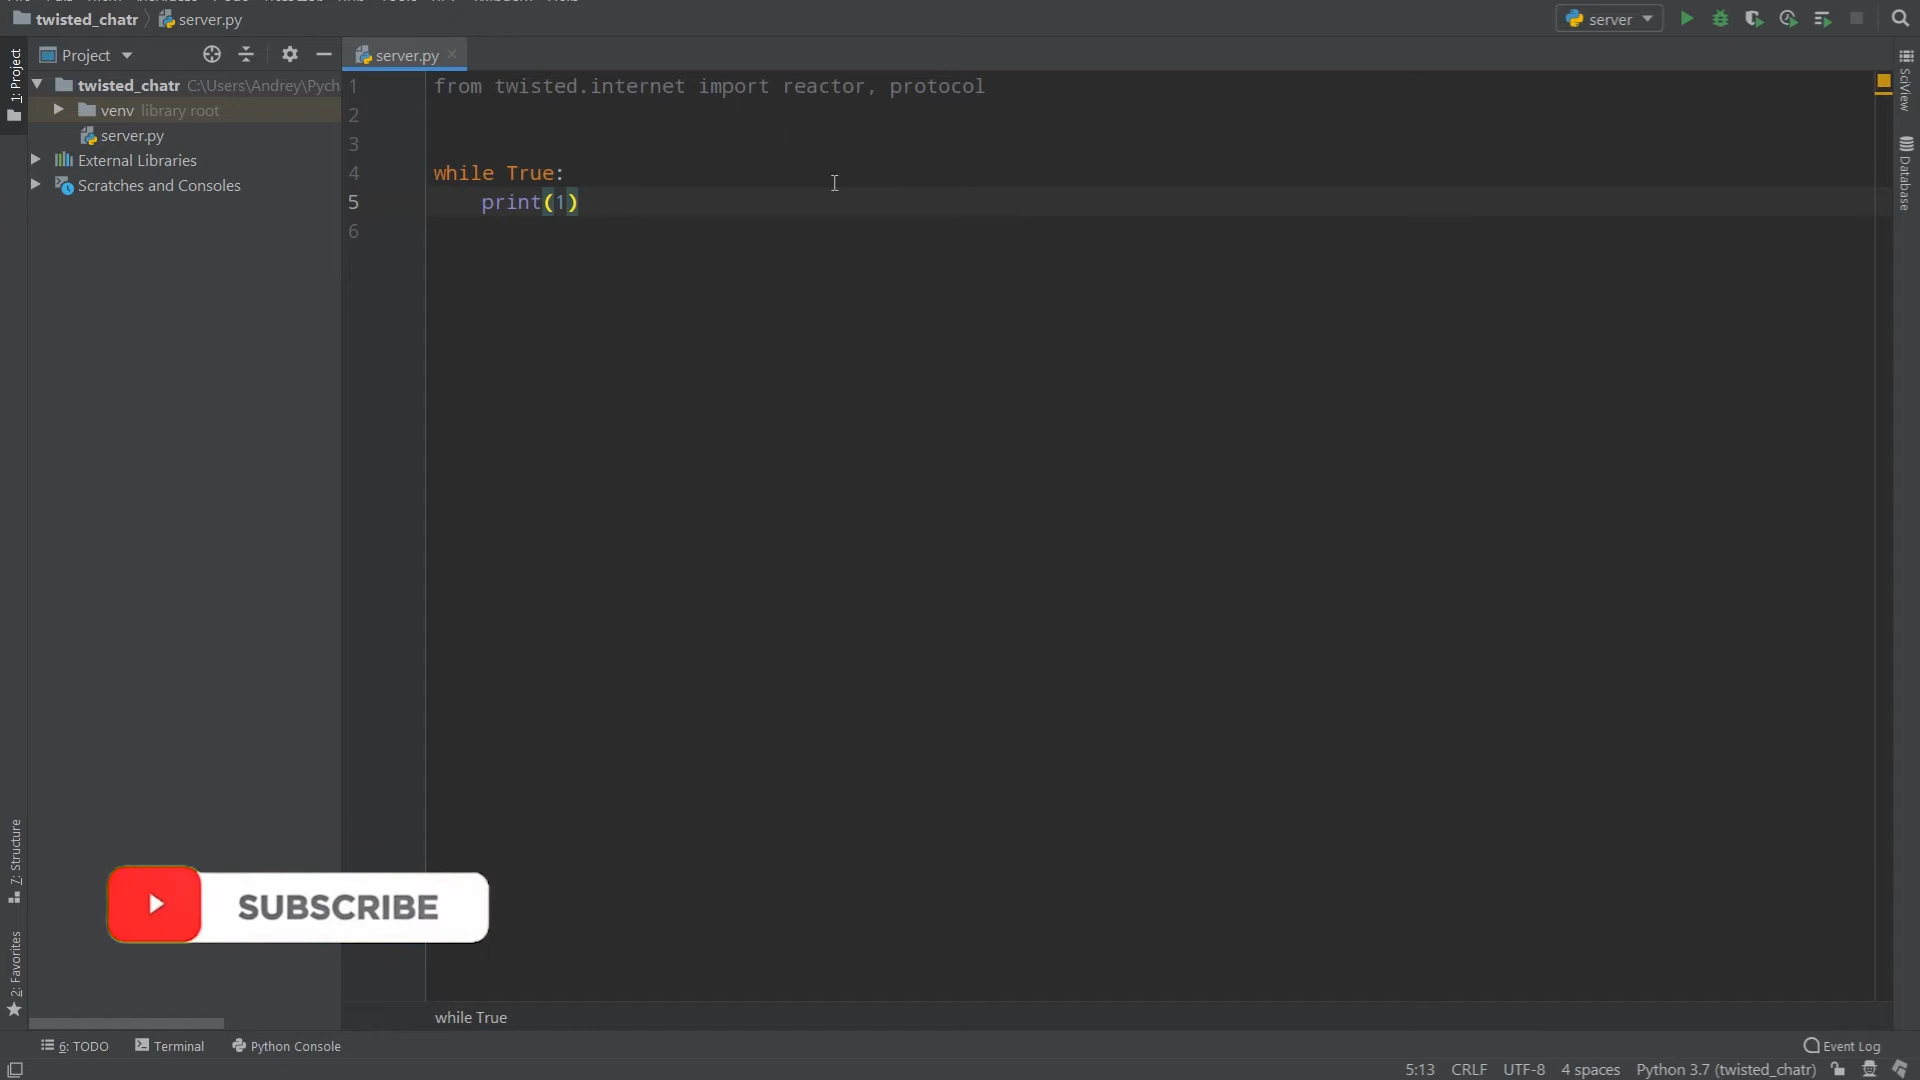 twisted_chatr server.py
server
Project
server.py
1: Project
twisted_chatr C:\Users\Andrey\Pych
venv library root
server.py
External Libraries
Scratches and Consoles
1 from twisted.internet import reactor, protocol
2
3
4 while True:
5 print(1)
6
SciView
Database
7: Structure
2: Favorites
SUBSCRIBE
while True
6: TODO Terminal Python Console
Event Log
5:13 CRLF UTF-8 4 spaces Python 3.7 (twisted_chatr)